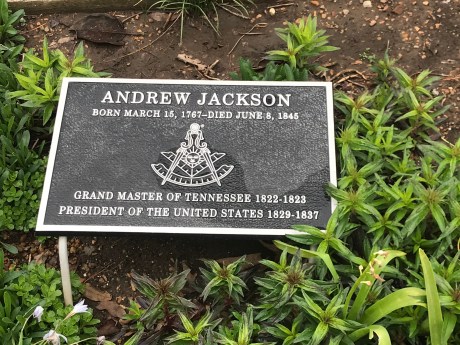 ANDREW JACKSON
BORN MARCH 15, 1767–DIED JUNE 8, 1845
GRAND MASTER OF TENNESSEE 1822-1823
PRESIDENT OF THE UNITED STATES 1829-1837